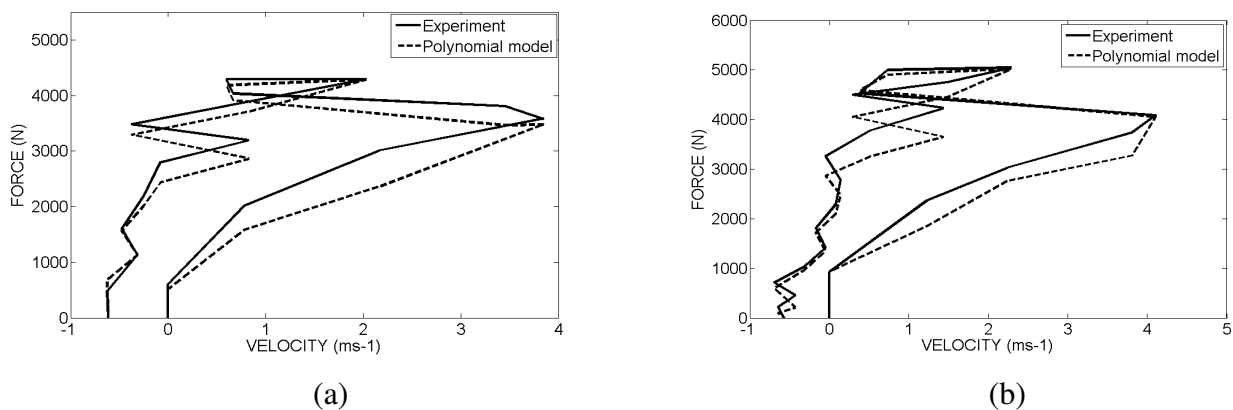 5000
4000
3000
2000
1000
0
-1 0 1 2 3 4
FORCE (N)
VELOCITY (ms-1)
Experiment
Polynomial model
(a)
6000
5000
4000
3000
2000
1000
0
-1 0 1 2 3 4 5
FORCE (N)
VELOCITY (ms-1)
Experiment
Polynomial model
(b)